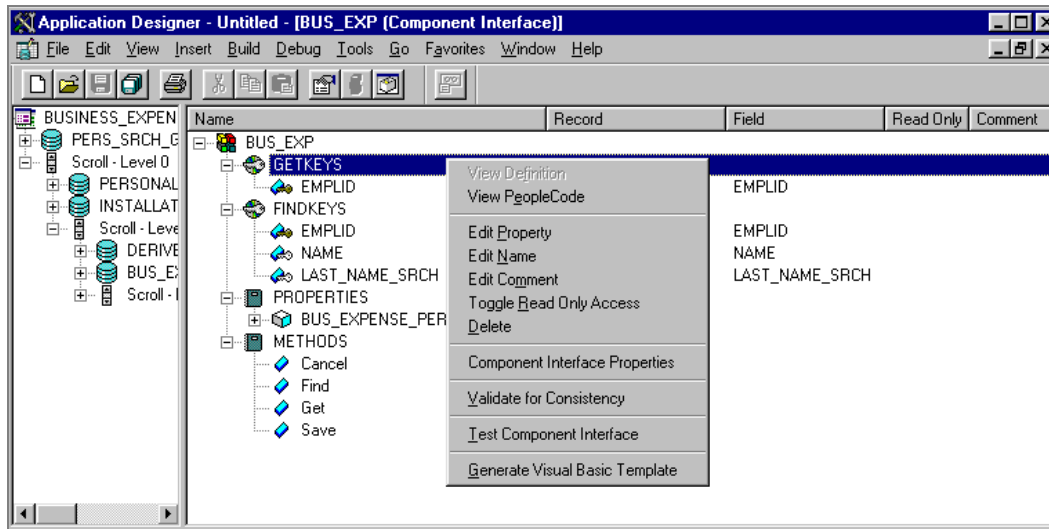 Application Designer - Untitled - [BUS_EXP (Component Interface)]
File Edit View Insert Build Debug Tools Go Favorites Window Help
BUSINESS_EXPEN
PERS_SRCH_G
Scroll - Level 0
PERSONAL
INSTALLAT
Scroll - Leve
DERIVE
BUS_E
Scroll - 
Name Record Field Read Only Comment
BUS_EXP
GETKEYS
EMPLID EMPLID
FINDKEYS
EMPLID EMPLID
NAME NAME
LAST_NAME_SRCH LAST_NAME_SRCH
PROPERTIES
BUS_EXPENSE_PER
METHODS
Cancel
Find
Get
Save
View Definition
View PeopleCode
Edit Property
Edit Name
Edit Comment
Toggle Read Only Access
Delete
Component Interface Properties
Validate for Consistency
Test Component Interface
Generate Visual Basic Template